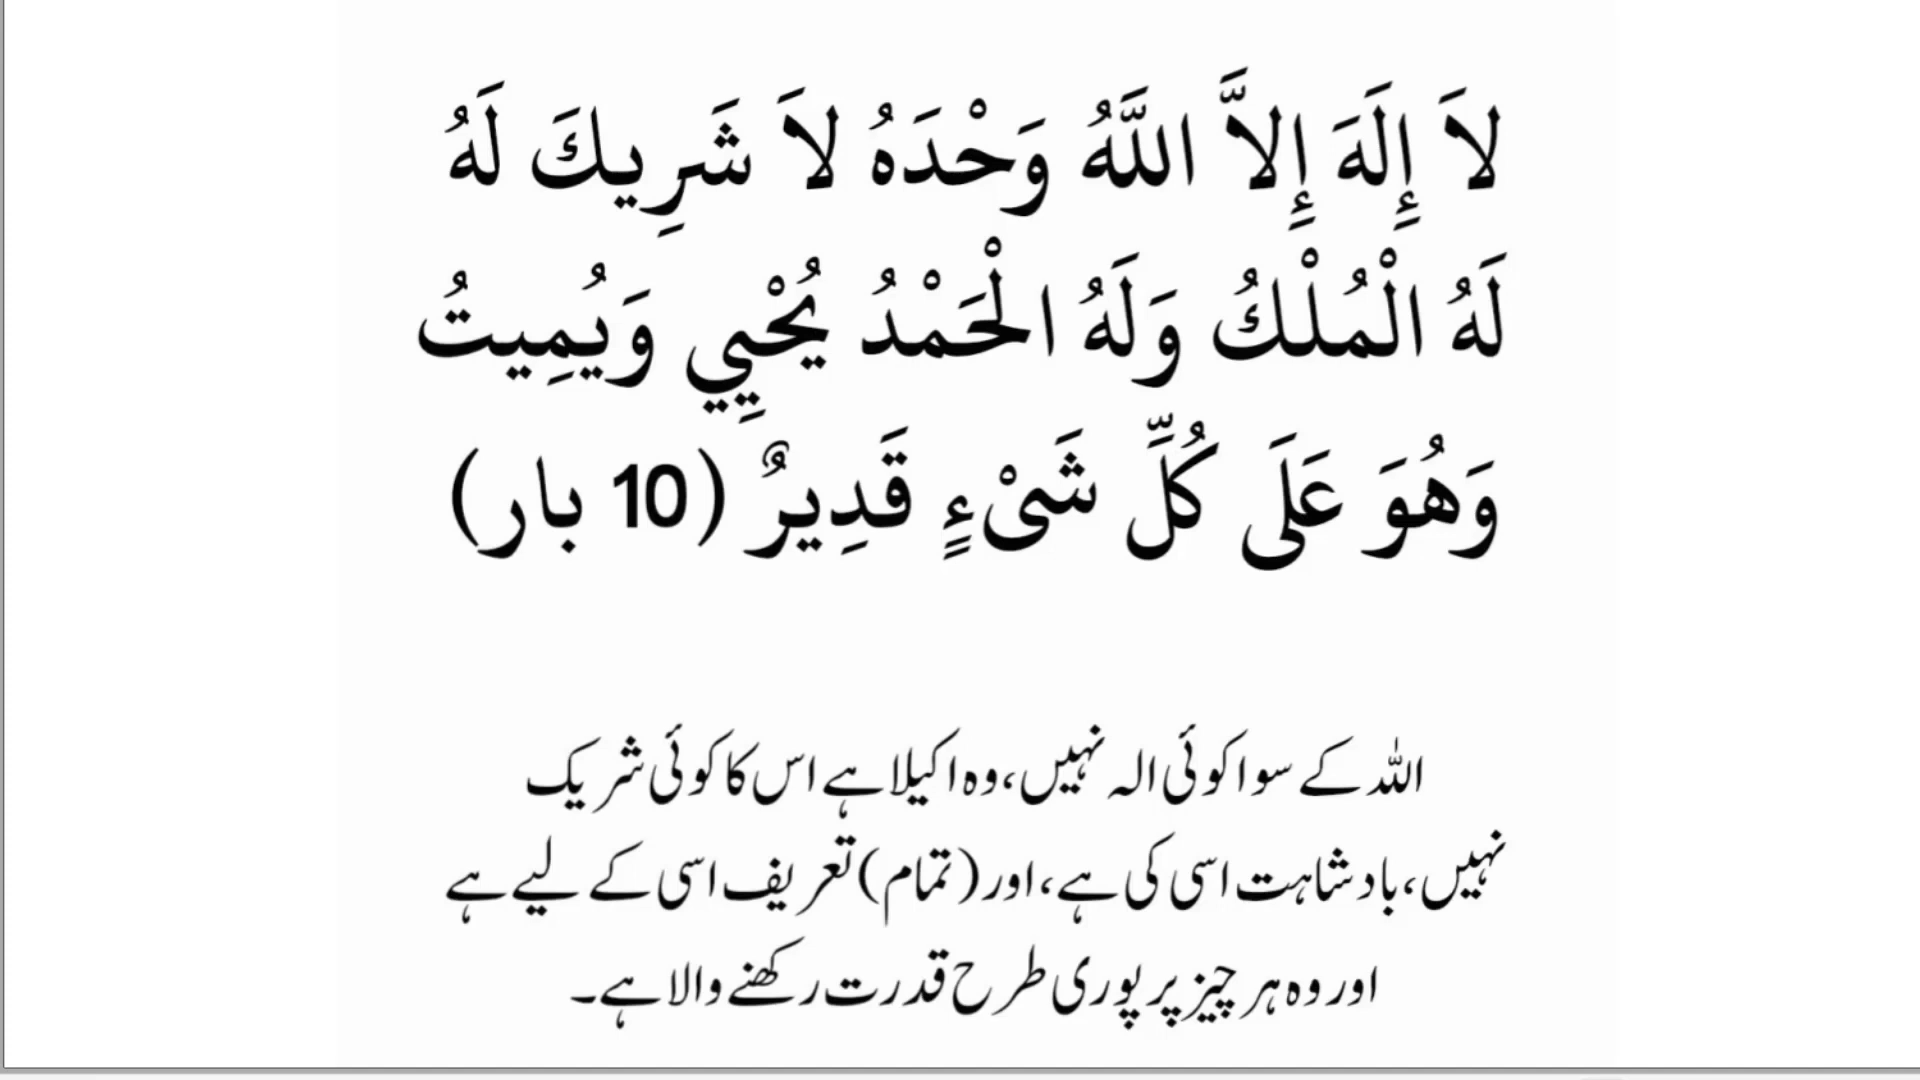 لاَ إِلَهَ إِلاَّ اللَّهُ وَحْدَهُ لاَ شَرِيكَ لَهُ
لَهُ الْمُلْكُ وَلَهُ الْحَمْدُ يُحْيِي وَيُمِيتُ
وَهُوَ عَلَى كُلِّ شَىْءٍ قَدِيرٌ (10 بار)
اللہ کے سوا کوئی الہ نہیں، وہ اکیلا ہے اس کا کوئی شریک
نہیں، بادشاہت اسی کی ہے، اور (تمام) تعریف اسی کے لیے ہے
اور وہ ہر چیز پر پوری طرح قدرت رکھنے والا ہے۔